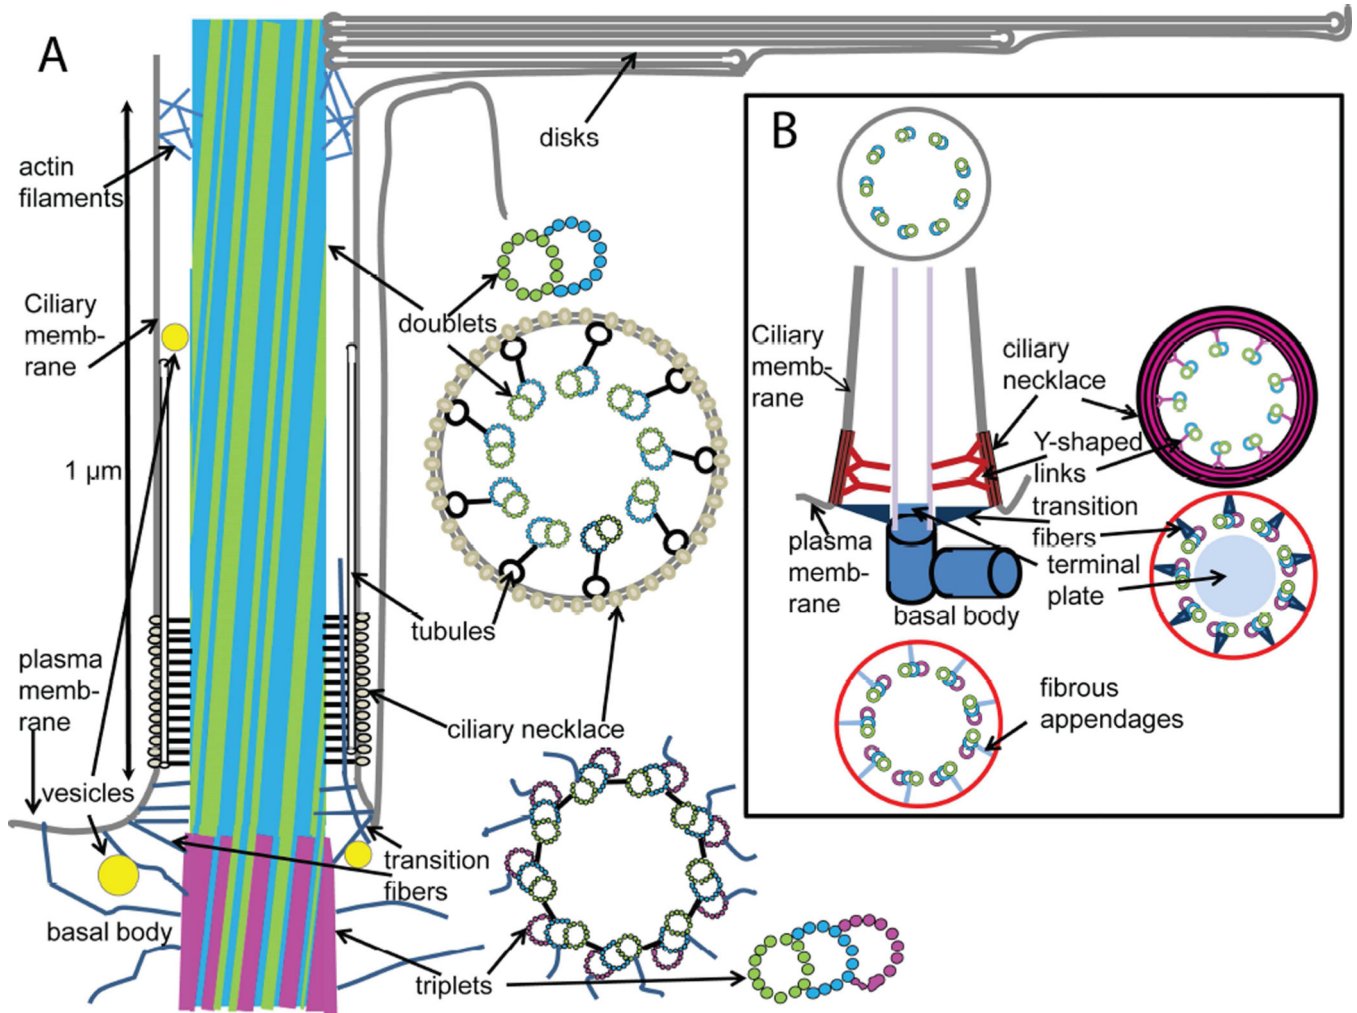 A
disks
actin
filaments
Ciliary
memb-
rane
doublets
1 µm
tubules
plasma
memb-
rane
ciliary necklace
vesicles
transition
fibers
basal body
triplets
B
Ciliary
memb-
rane
ciliary
necklace
Y-shaped
links
transition
fibers
plasma
memb-
rane
terminal
plate
basal body
fibrous
appendages